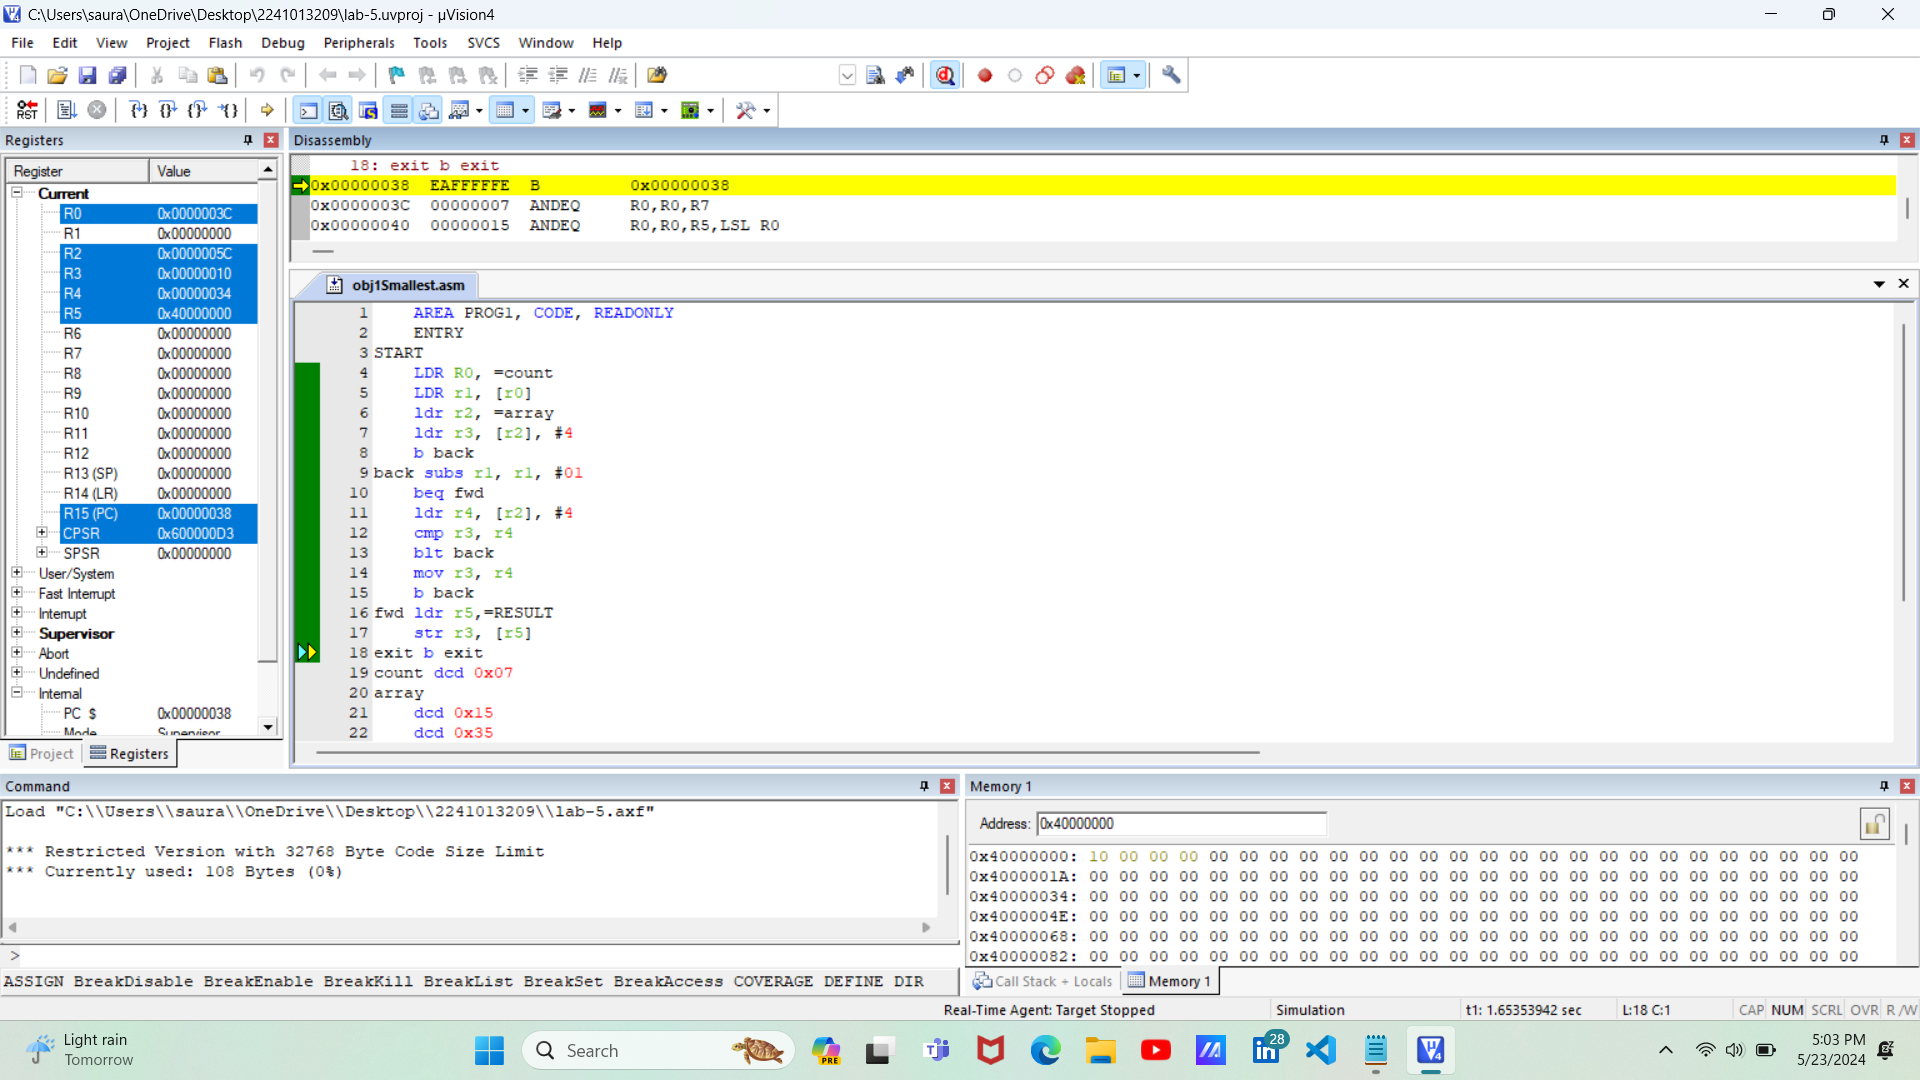 C:\Users\saura\OneDrive\Desktop\2241013209\lab-5.uvproj - µVision4
File Edit View Project Flash Debug Peripherals Tools SVCS Window Help
RST
Registers
Register Value
Current
R0 0x0000003C
R1 0x00000000
R2 0x0000005C
R3 0x00000010
R4 0x00000034
R5 0x40000000
R6 0x00000000
R7 0x00000000
R8 0x00000000
R9 0x00000000
R10 0x00000000
R11 0x00000000
R12 0x00000000
R13 (SP) 0x00000000
R14 (LR) 0x00000000
R15 (PC) 0x00000038
CPSR 0x600000D3
SPSR 0x00000000
User/System
Fast Interrupt
Interrupt
Supervisor
Abort
Undefined
Internal
PC $ 0x00000038
Mode Supervisor
Project Registers
Disassembly
18: exit b exit
0x00000038 EAFFFFFE B 0x00000038
0x0000003C 00000007 ANDEQ R0,R0,R7
0x00000040 00000015 ANDEQ R0,R0,R5,LSL R0
obj1Smallest.asm
1 AREA PROG1, CODE, READONLY
2 ENTRY
3 START
4 LDR R0, =count
5 LDR r1, [r0]
6 ldr r2, =array
7 ldr r3, [r2], #4
8 b back
9 back subs r1, r1, #01
10 beq fwd
11 ldr r4, [r2], #4
12 cmp r3, r4
13 blt back
14 mov r3, r4
15 b back
16 fwd ldr r5,=RESULT
17 str r3, [r5]
18 exit b exit
19 count dcd 0x07
20 array
21 dcd 0x15
22 dcd 0x35
Command
Load "C:\\Users\\saura\\OneDrive\\Desktop\\2241013209\\lab-5.axf"
*** Restricted Version with 32768 Byte Code Size Limit
*** Currently used: 108 Bytes (0%)
>
ASSIGN BreakDisable BreakEnable BreakKill BreakList BreakSet BreakAccess COVERAGE DEFINE DIR
Memory 1
Address: 0x40000000
0x40000000: 10 00 00 00 00 00 00 00 00 00 00 00 00 00 00 00 00 00 00 00 00 00 00 00 00 00
0x4000001A: 00 00 00 00 00 00 00 00 00 00 00 00 00 00 00 00 00 00 00 00 00 00 00 00 00 00
0x40000034: 00 00 00 00 00 00 00 00 00 00 00 00 00 00 00 00 00 00 00 00 00 00 00 00 00 00
0x4000004E: 00 00 00 00 00 00 00 00 00 00 00 00 00 00 00 00 00 00 00 00 00 00 00 00 00 00
0x40000068: 00 00 00 00 00 00 00 00 00 00 00 00 00 00 00 00 00 00 00 00 00 00 00 00 00 00
0x40000082: 00 00 00 00 00 00 00 00 00 00 00 00 00 00 00 00 00 00 00 00 00 00 00 00 00 00
Call Stack + Locals Memory 1
Real-Time Agent: Target Stopped Simulation t1: 1.65353942 sec L:18 C:1 CAP NUM SCRL OVR R/W
Light rain
Tomorrow
Search
PRE
28
5:03 PM
5/23/2024